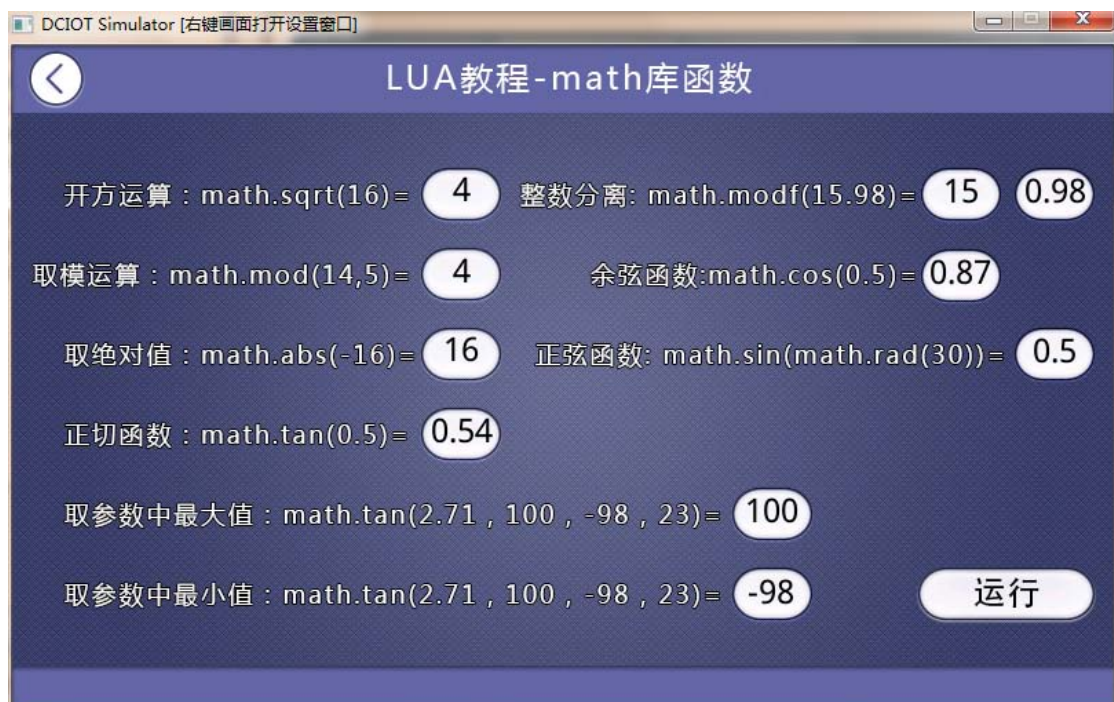 DCIOT Simulator [右键画面打开设置窗口]
LUA教程-math库函数
开方运算：math.sqrt(16)= 4 整数分离: math.modf(15.98)= 15 0.98
取模运算：math.mod(14,5)= 4 余弦函数:math.cos(0.5)= 0.87
取绝对值：math.abs(-16)= 16 正弦函数: math.sin(math.rad(30))= 0.5
正切函数：math.tan(0.5)= 0.54
取参数中最大值：math.tan(2.71 , 100 , -98 , 23)= 100
取参数中最小值：math.tan(2.71 , 100 , -98 , 23)= -98
运行